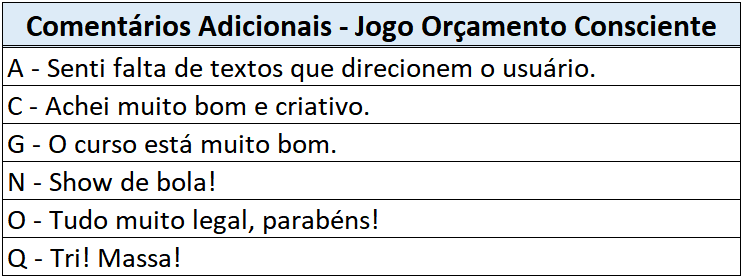 Comentários Adicionais - Jogo Orçamento Consciente
A - Senti falta de textos que direcionem o usuário.
C - Achei muito bom e criativo.
G - O curso está muito bom.
N - Show de bola!
O - Tudo muito legal, parabéns!
Q - Tri! Massa!